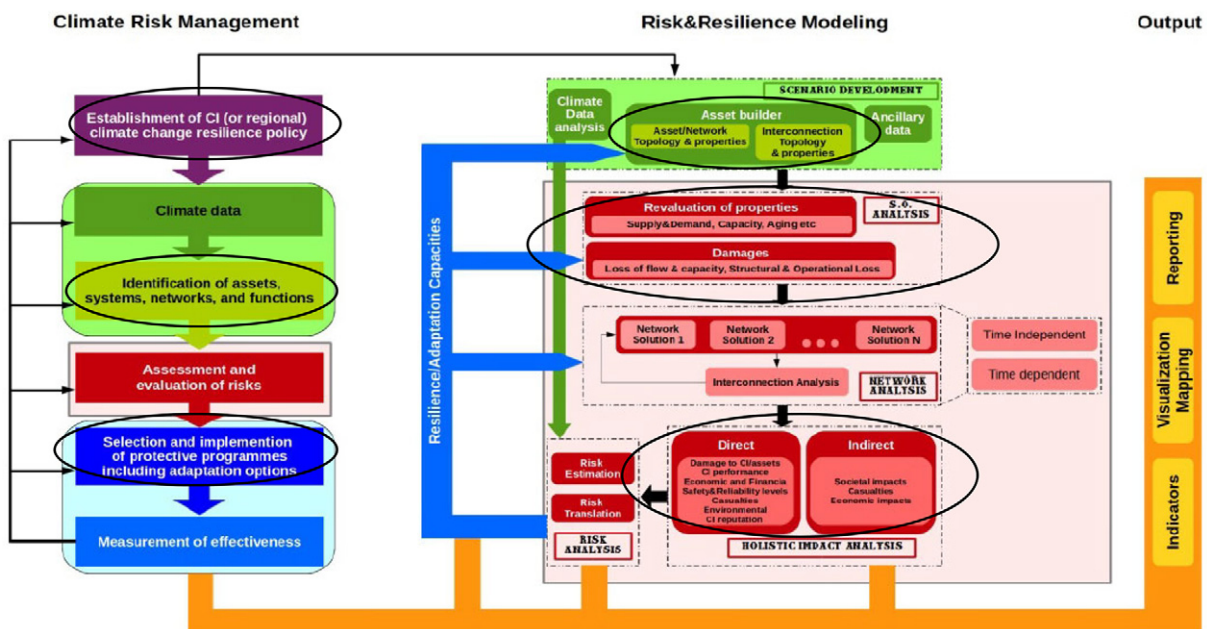 Climate Risk Management
Risk&Resilience Modeling
Output
Establishment of CI (or regional)
climate change resilience policy
Climate data
Identification of assets,
systems, networks, and functions
Assessment and
evaluation of risks
Selection and implemention
of protective programmes
including adaptation options
Measurement of effectiveness
Resilience/Adaptation Capacities
SCENARIO DEVELOPMENT
Climate
Data
analysis
Asset builder
Asset/Network
Topology & properties
Interconnection
Topology
& properties
Ancillary
data
Revaluation of properties
Supply&Demand, Capacity, Aging etc
S.O.
ANALYSIS
Damages
Loss of flow & capacity, Structural & Operational Loss
Network
Solution 1
Network
Solution 2
Network
Solution N
Interconnection Analysis
NETWORK
ANALYSIS
Time Independent
Time dependent
Risk
Estimation
Risk
Translation
RISK
ANALYSIS
Direct
Damage to CI/assets
CI performance
Economic and Financia
Safety&Reliability levels
Casualties
Environmental
CI reputation
Indirect
Societal impacts
Casualties
Economic impacts
HOLISTIC IMPACT ANALYSIS
Reporting
Visualization
Mapping
Indicators